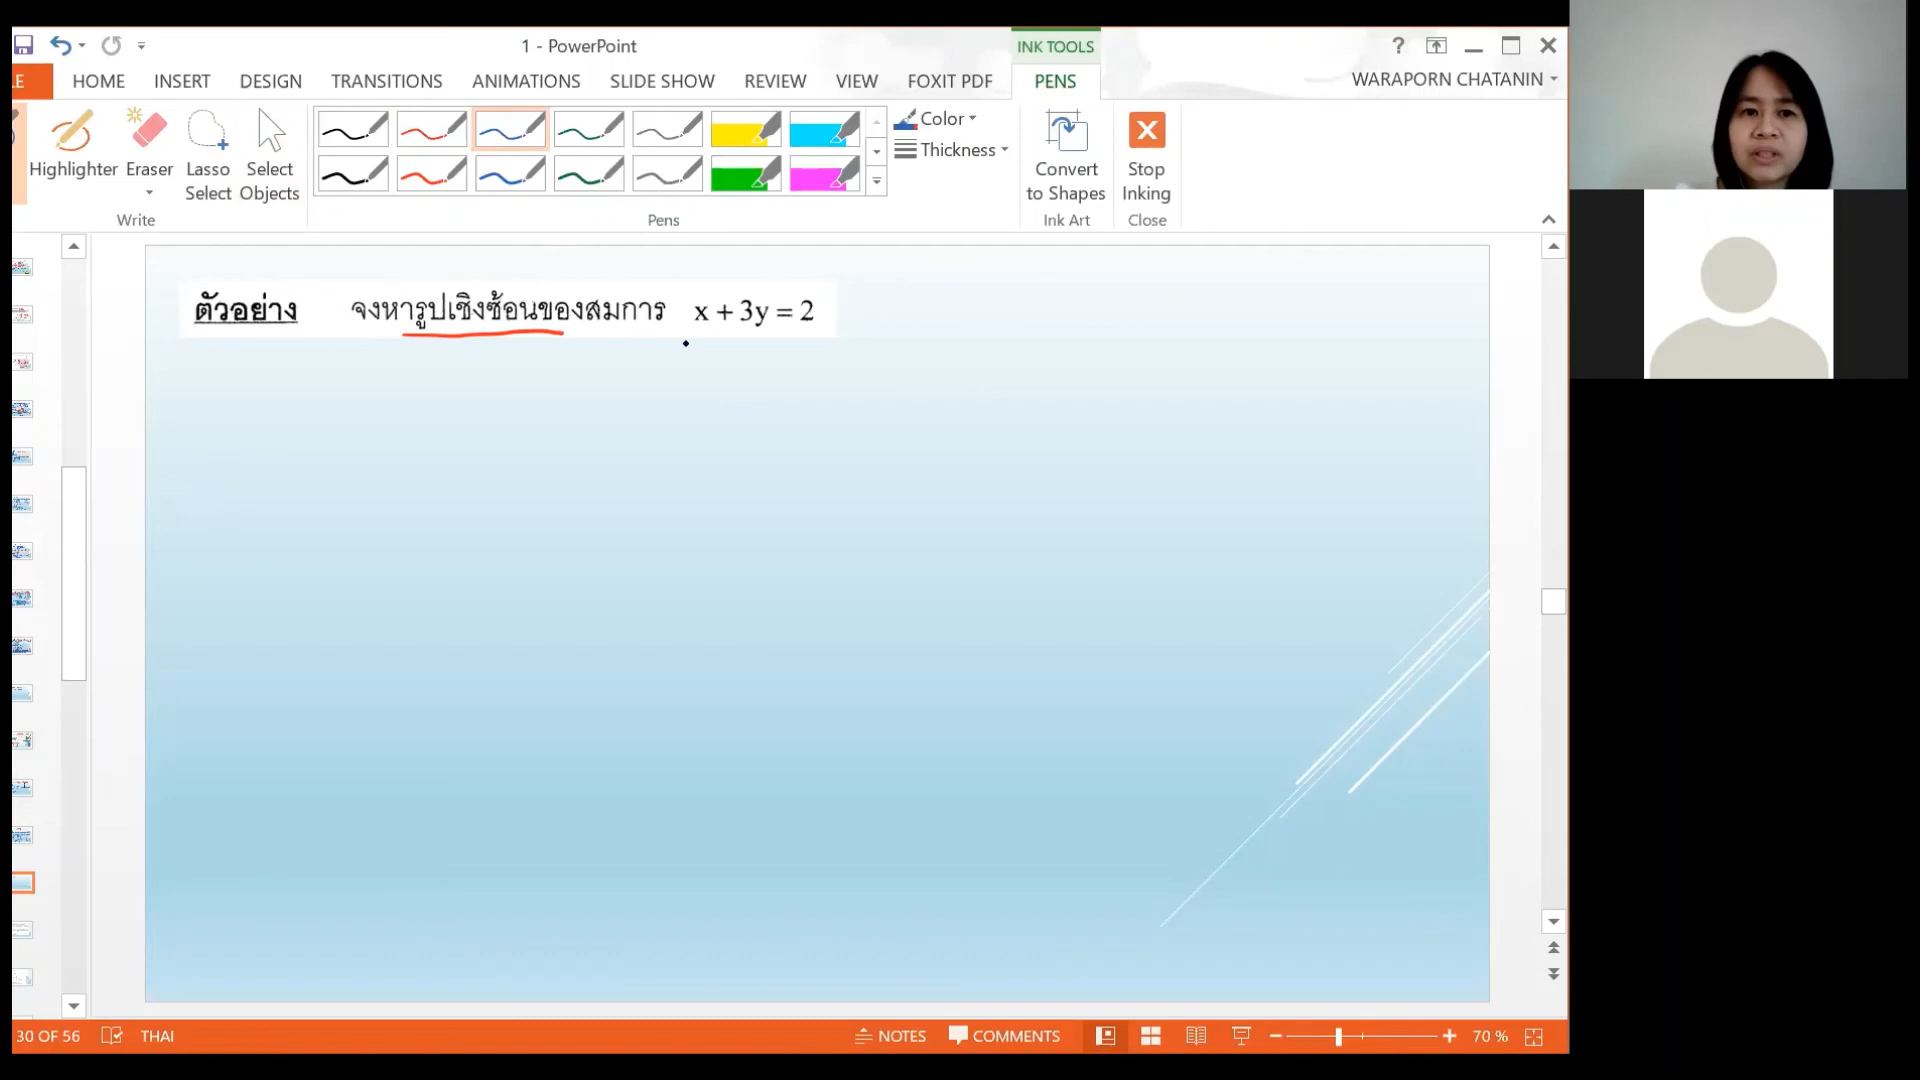 1 - PowerPoint
INK TOOLS
?
LE HOME INSERT DESIGN TRANSITIONS ANIMATIONS SLIDE SHOW REVIEW VIEW FOXIT PDF PENS
WARAPORN CHATANIN
Highlighter
Eraser
Lasso Select
Select Objects
Color
Thickness
Convert to Shapes
Stop Inking
Write
Pens
Ink Art
Close
ตัวอย่าง จงหารูปเชิงซ้อนของสมการ x + 3y = 2
30 OF 56
THAI
NOTES
COMMENTS
70 %